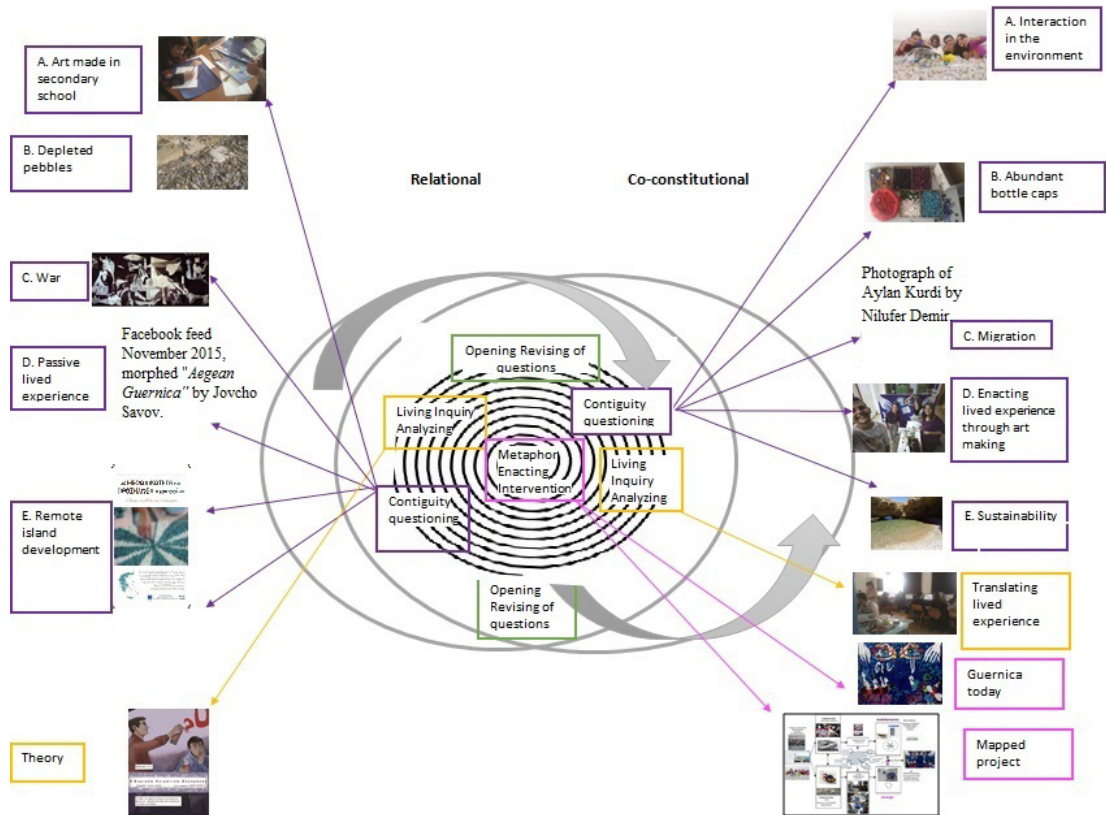 A. Art made in
secondary
school
B. Depleted
pebbles
C. War
D. Passive
lived
experience
Facebook feed
November 2015,
morphed "Aegean
Guernica" by Jovcho
Savov.
E. Remote
island
development
Theory
Relational
Co-constitutional
Opening Revising of
questions
Living Inquiry
Analyzing
Contiguity
questioning
Metaphor
Enacting
Intervention
Living
Inquiry
Analyzing
Contiguity
questioning
Opening
Revising of
questions
A. Interaction
in the
environment
B. Abundant
bottle caps
Photograph of
Aylan Kurdi by
Nilufer Demir
C. Migration
D. Enacting
lived experience
through art
making
E. Sustainability
Translating
lived
experience
Guernica
today
Mapped
project